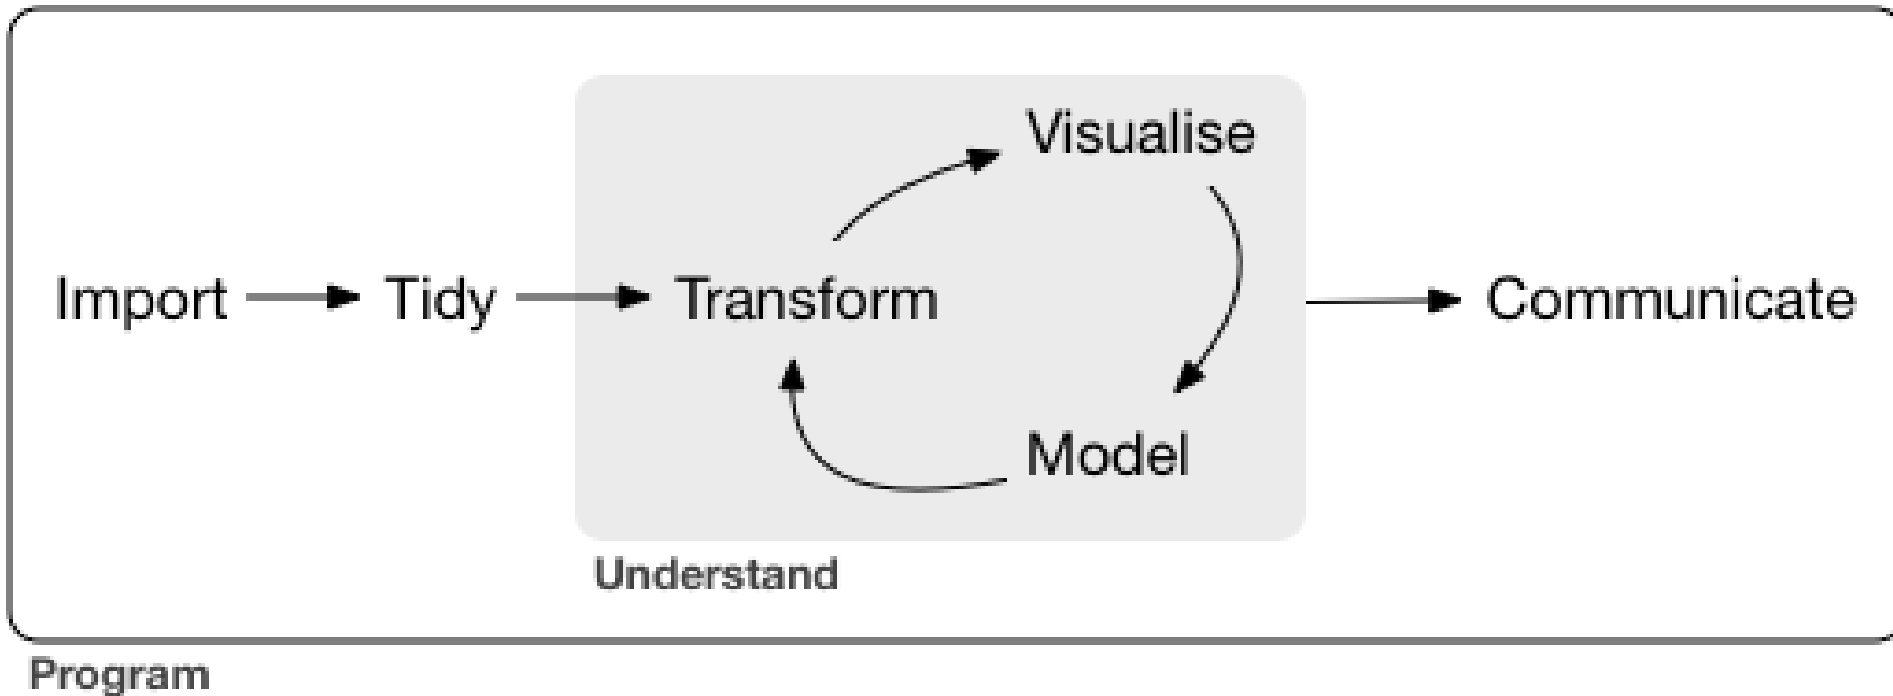 Visualise
Import Tidy Transform Communicate
Model
Understand
Program